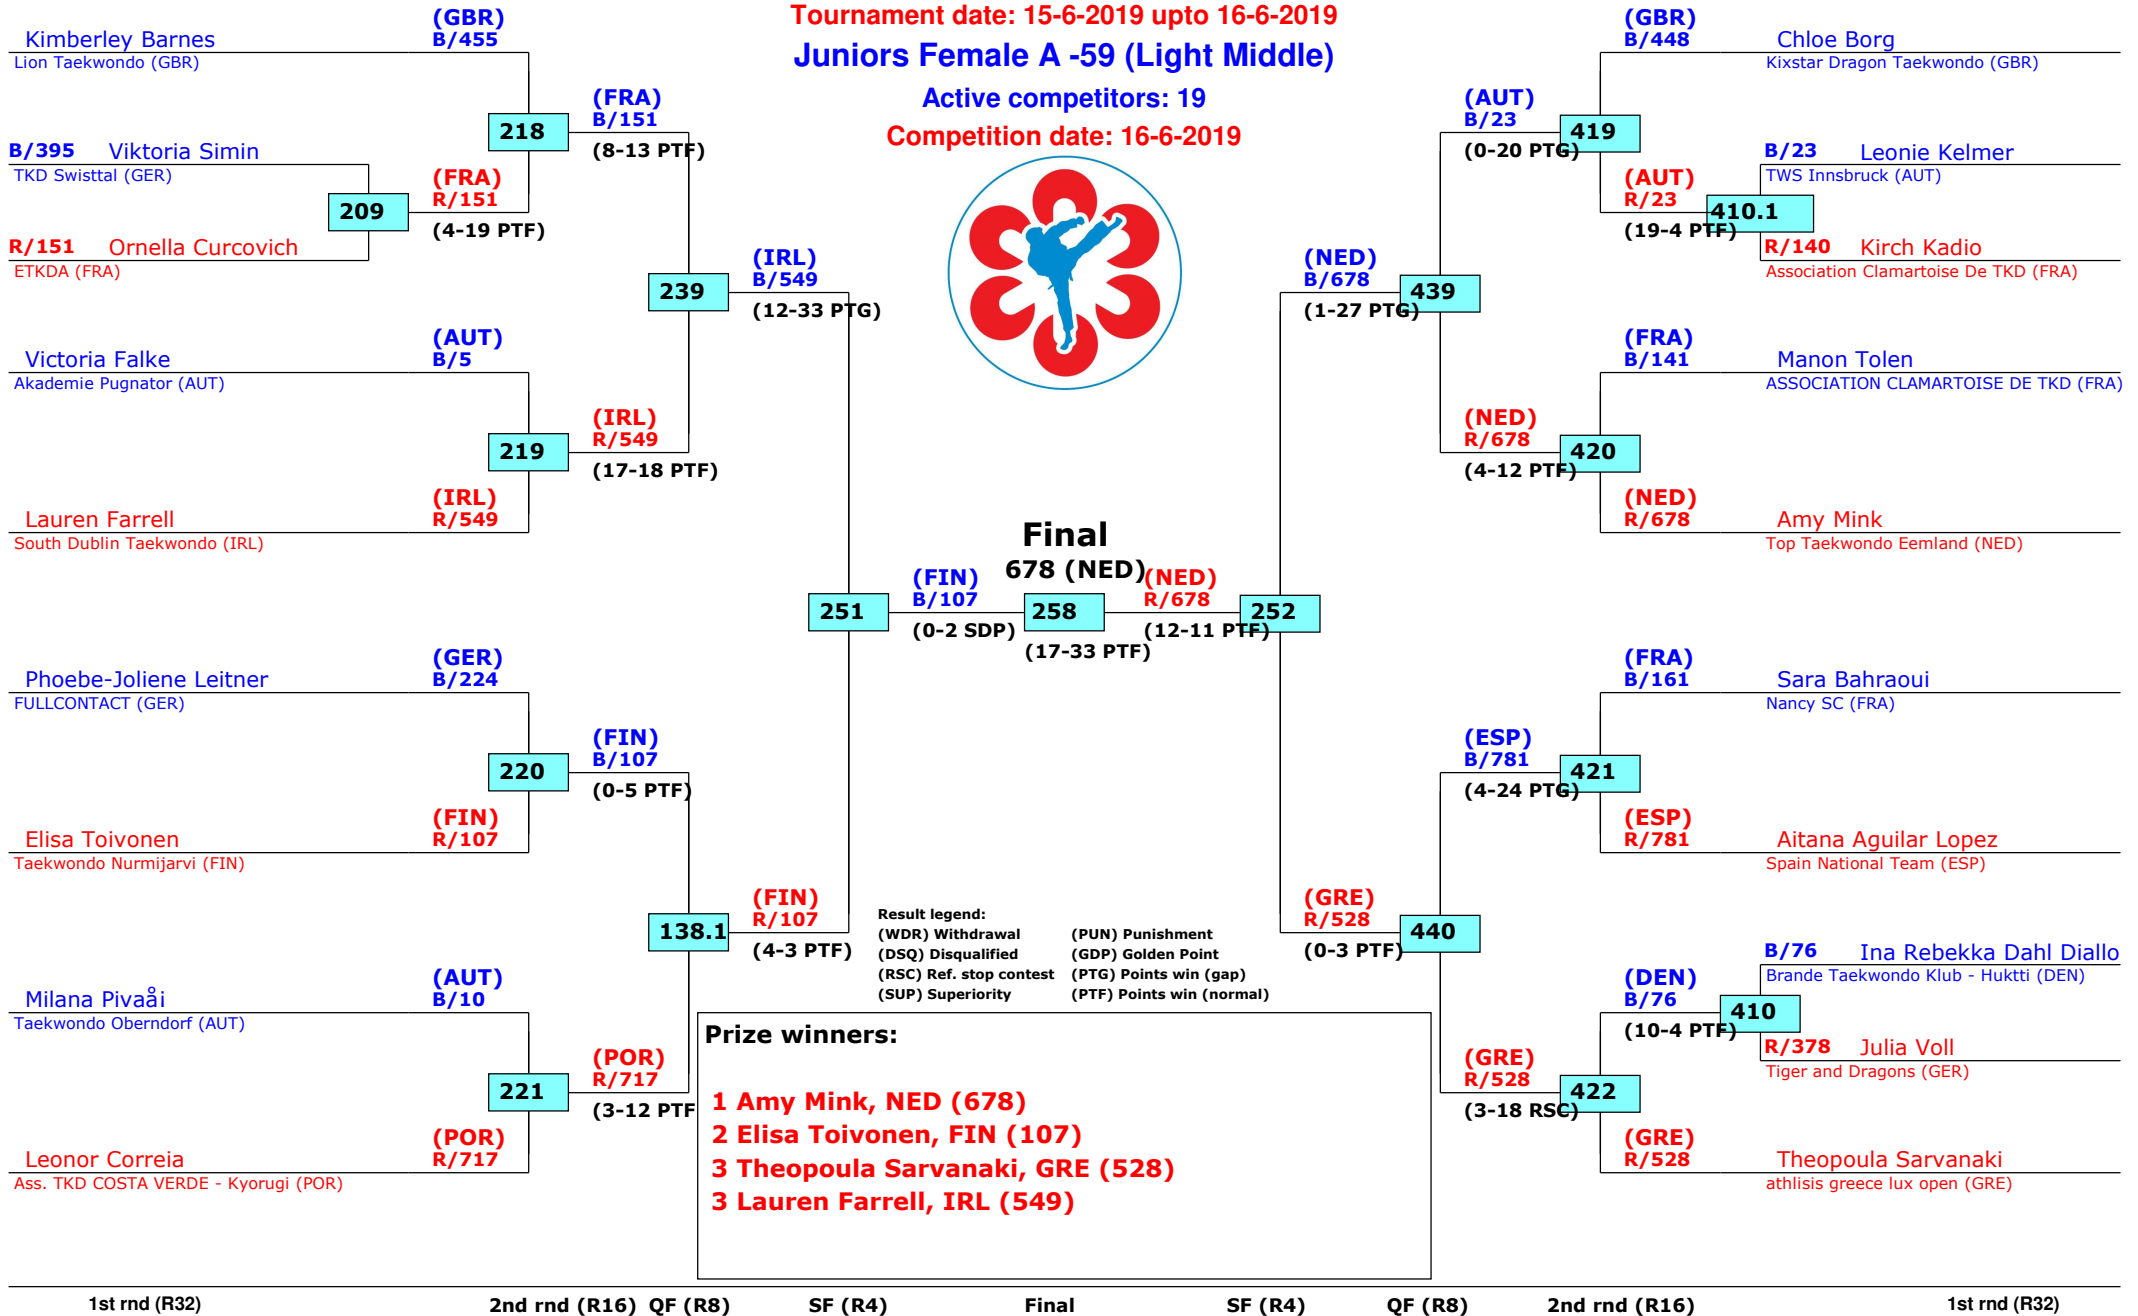 Tournament date: 15-6-2019 upto 16-6-2019
Juniors Female A -59 (Light Middle)
Active competitors: 19
Competition date: 16-6-2019
Kimberley Barnes
Lion Taekwondo (GBR)
(GBR)
B/455
B/395 Viktoria Simin
TKD Swisttal (GER)
R/151 Ornella Curcovich
ETKDA (FRA)
209
(FRA)
R/151
(4-19 PTF)
218
(FRA)
B/151
(8-13 PTF)
Victoria Falke
Akademie Pugnator (AUT)
(AUT)
B/5
Lauren Farrell
South Dublin Taekwondo (IRL)
(IRL)
R/549
219
(IRL)
R/549
(17-18 PTF)
239
(IRL)
B/549
(12-33 PTG)
Phoebe-Joliene Leitner
FULLCONTACT (GER)
(GER)
B/224
Elisa Toivonen
Taekwondo Nurmijarvi (FIN)
(FIN)
R/107
220
(FIN)
B/107
(0-5 PTF)
Milana Pivaåi
Taekwondo Oberndorf (AUT)
(AUT)
B/10
Leonor Correia
Ass. TKD COSTA VERDE - Kyorugi (POR)
(POR)
R/717
221
(POR)
R/717
(3-12 PTF
138.1
(FIN)
R/107
(4-3 PTF)
251
(FIN)
B/107
(0-2 SDP)
Final
678 (NED)
258
(17-33 PTF)
(NED)
R/678
(12-11 PTF)
252
(NED)
B/678
(1-27 PTG)
439
(AUT)
B/23
(0-20 PTG)
419
(GBR)
B/448
Chloe Borg
Kixstar Dragon Taekwondo (GBR)
(AUT)
R/23
(19-4 PTF)
410.1
B/23 Leonie Kelmer
TWS Innsbruck (AUT)
R/140 Kirch Kadio
Association Clamartoise De TKD (FRA)
(NED)
R/678
(4-12 PTF)
420
(FRA)
B/141
Manon Tolen
ASSOCIATION CLAMARTOISE DE TKD (FRA)
(NED)
R/678
Amy Mink
Top Taekwondo Eemland (NED)
(GRE)
R/528
(0-3 PTF)
440
(ESP)
B/781
(4-24 PTG)
421
(FRA)
B/161
Sara Bahraoui
Nancy SC (FRA)
(ESP)
R/781
Aitana Aguilar Lopez
Spain National Team (ESP)
(GRE)
R/528
(3-18 RSC)
422
(DEN)
B/76
(10-4 PTF)
410
B/76 Ina Rebekka Dahl Diallo
Brande Taekwondo Klub - Huktti (DEN)
R/378 Julia Voll
Tiger and Dragons (GER)
(GRE)
R/528
Theopoula Sarvanaki
athlisis greece lux open (GRE)
Result legend:
(WDR) Withdrawal (PUN) Punishment
(DSQ) Disqualified (GDP) Golden Point
(RSC) Ref. stop contest (PTG) Points win (gap)
(SUP) Superiority (PTF) Points win (normal)
Prize winners:
1 Amy Mink, NED (678)
2 Elisa Toivonen, FIN (107)
3 Theopoula Sarvanaki, GRE (528)
3 Lauren Farrell, IRL (549)
1st rnd (R32) 2nd rnd (R16) QF (R8) SF (R4) Final SF (R4) QF (R8) 2nd rnd (R16) 1st rnd (R32)